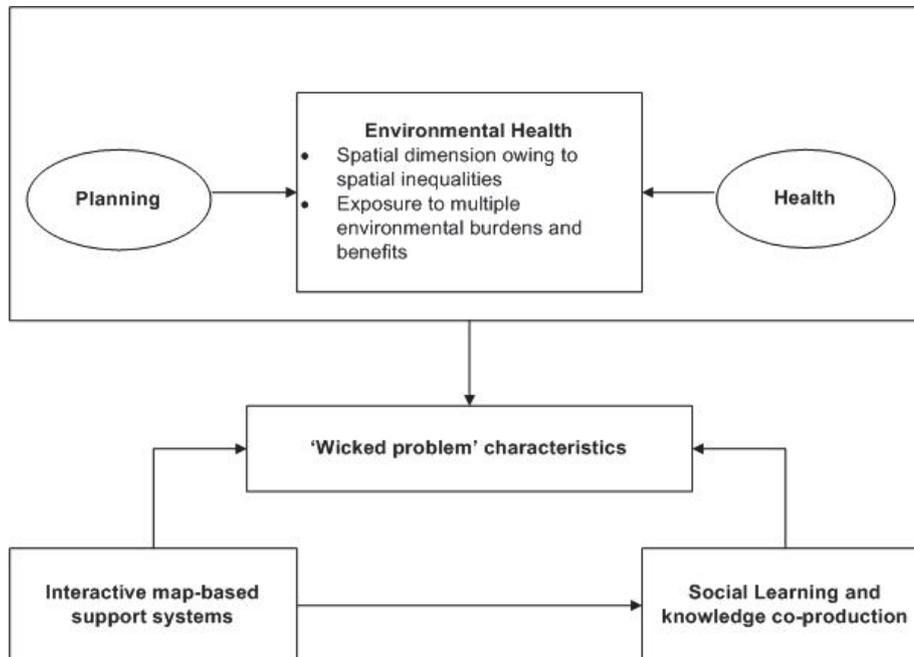 Environmental Health
• Spatial dimension owing to
spatial inequalities
• Exposure to multiple
environmental burdens and
benefits
Planning
Health
‘Wicked problem’ characteristics
Interactive map-based
support systems
Social Learning and
knowledge co-production